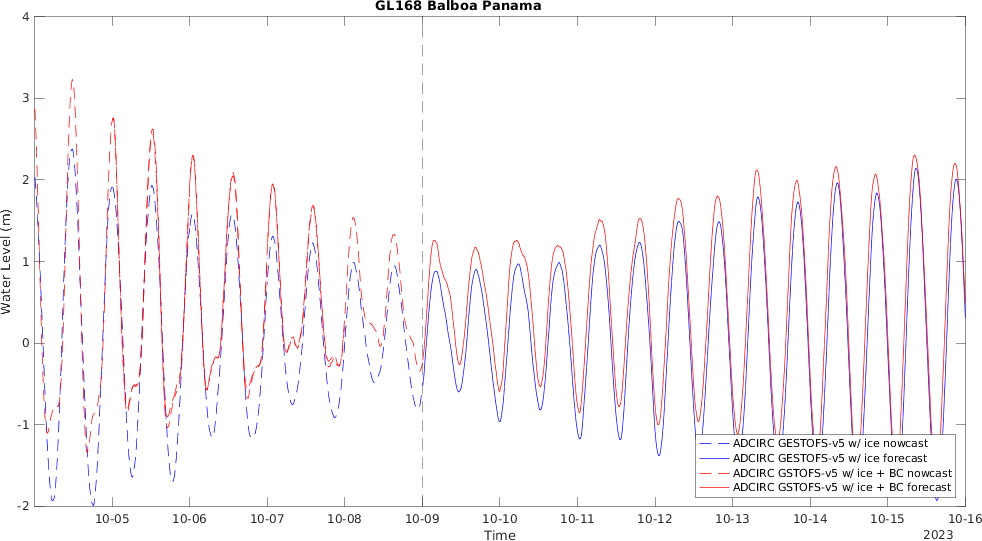 GL168 Balboa Panama
4
3
2
1
0
-1
-2
Water Level (m)
10-05 10-06 10-07 10-08 10-09 10-10 10-11 10-12 10-13 10-14 10-15 10-16
Time
2023
ADCIRC GESTOFS-v5 w/ ice nowcast
ADCIRC GESTOFS-v5 w/ ice forecast
ADCIRC GSTOFS-v5 w/ ice + BC nowcast
ADCIRC GSTOFS-v5 w/ ice + BC forecast